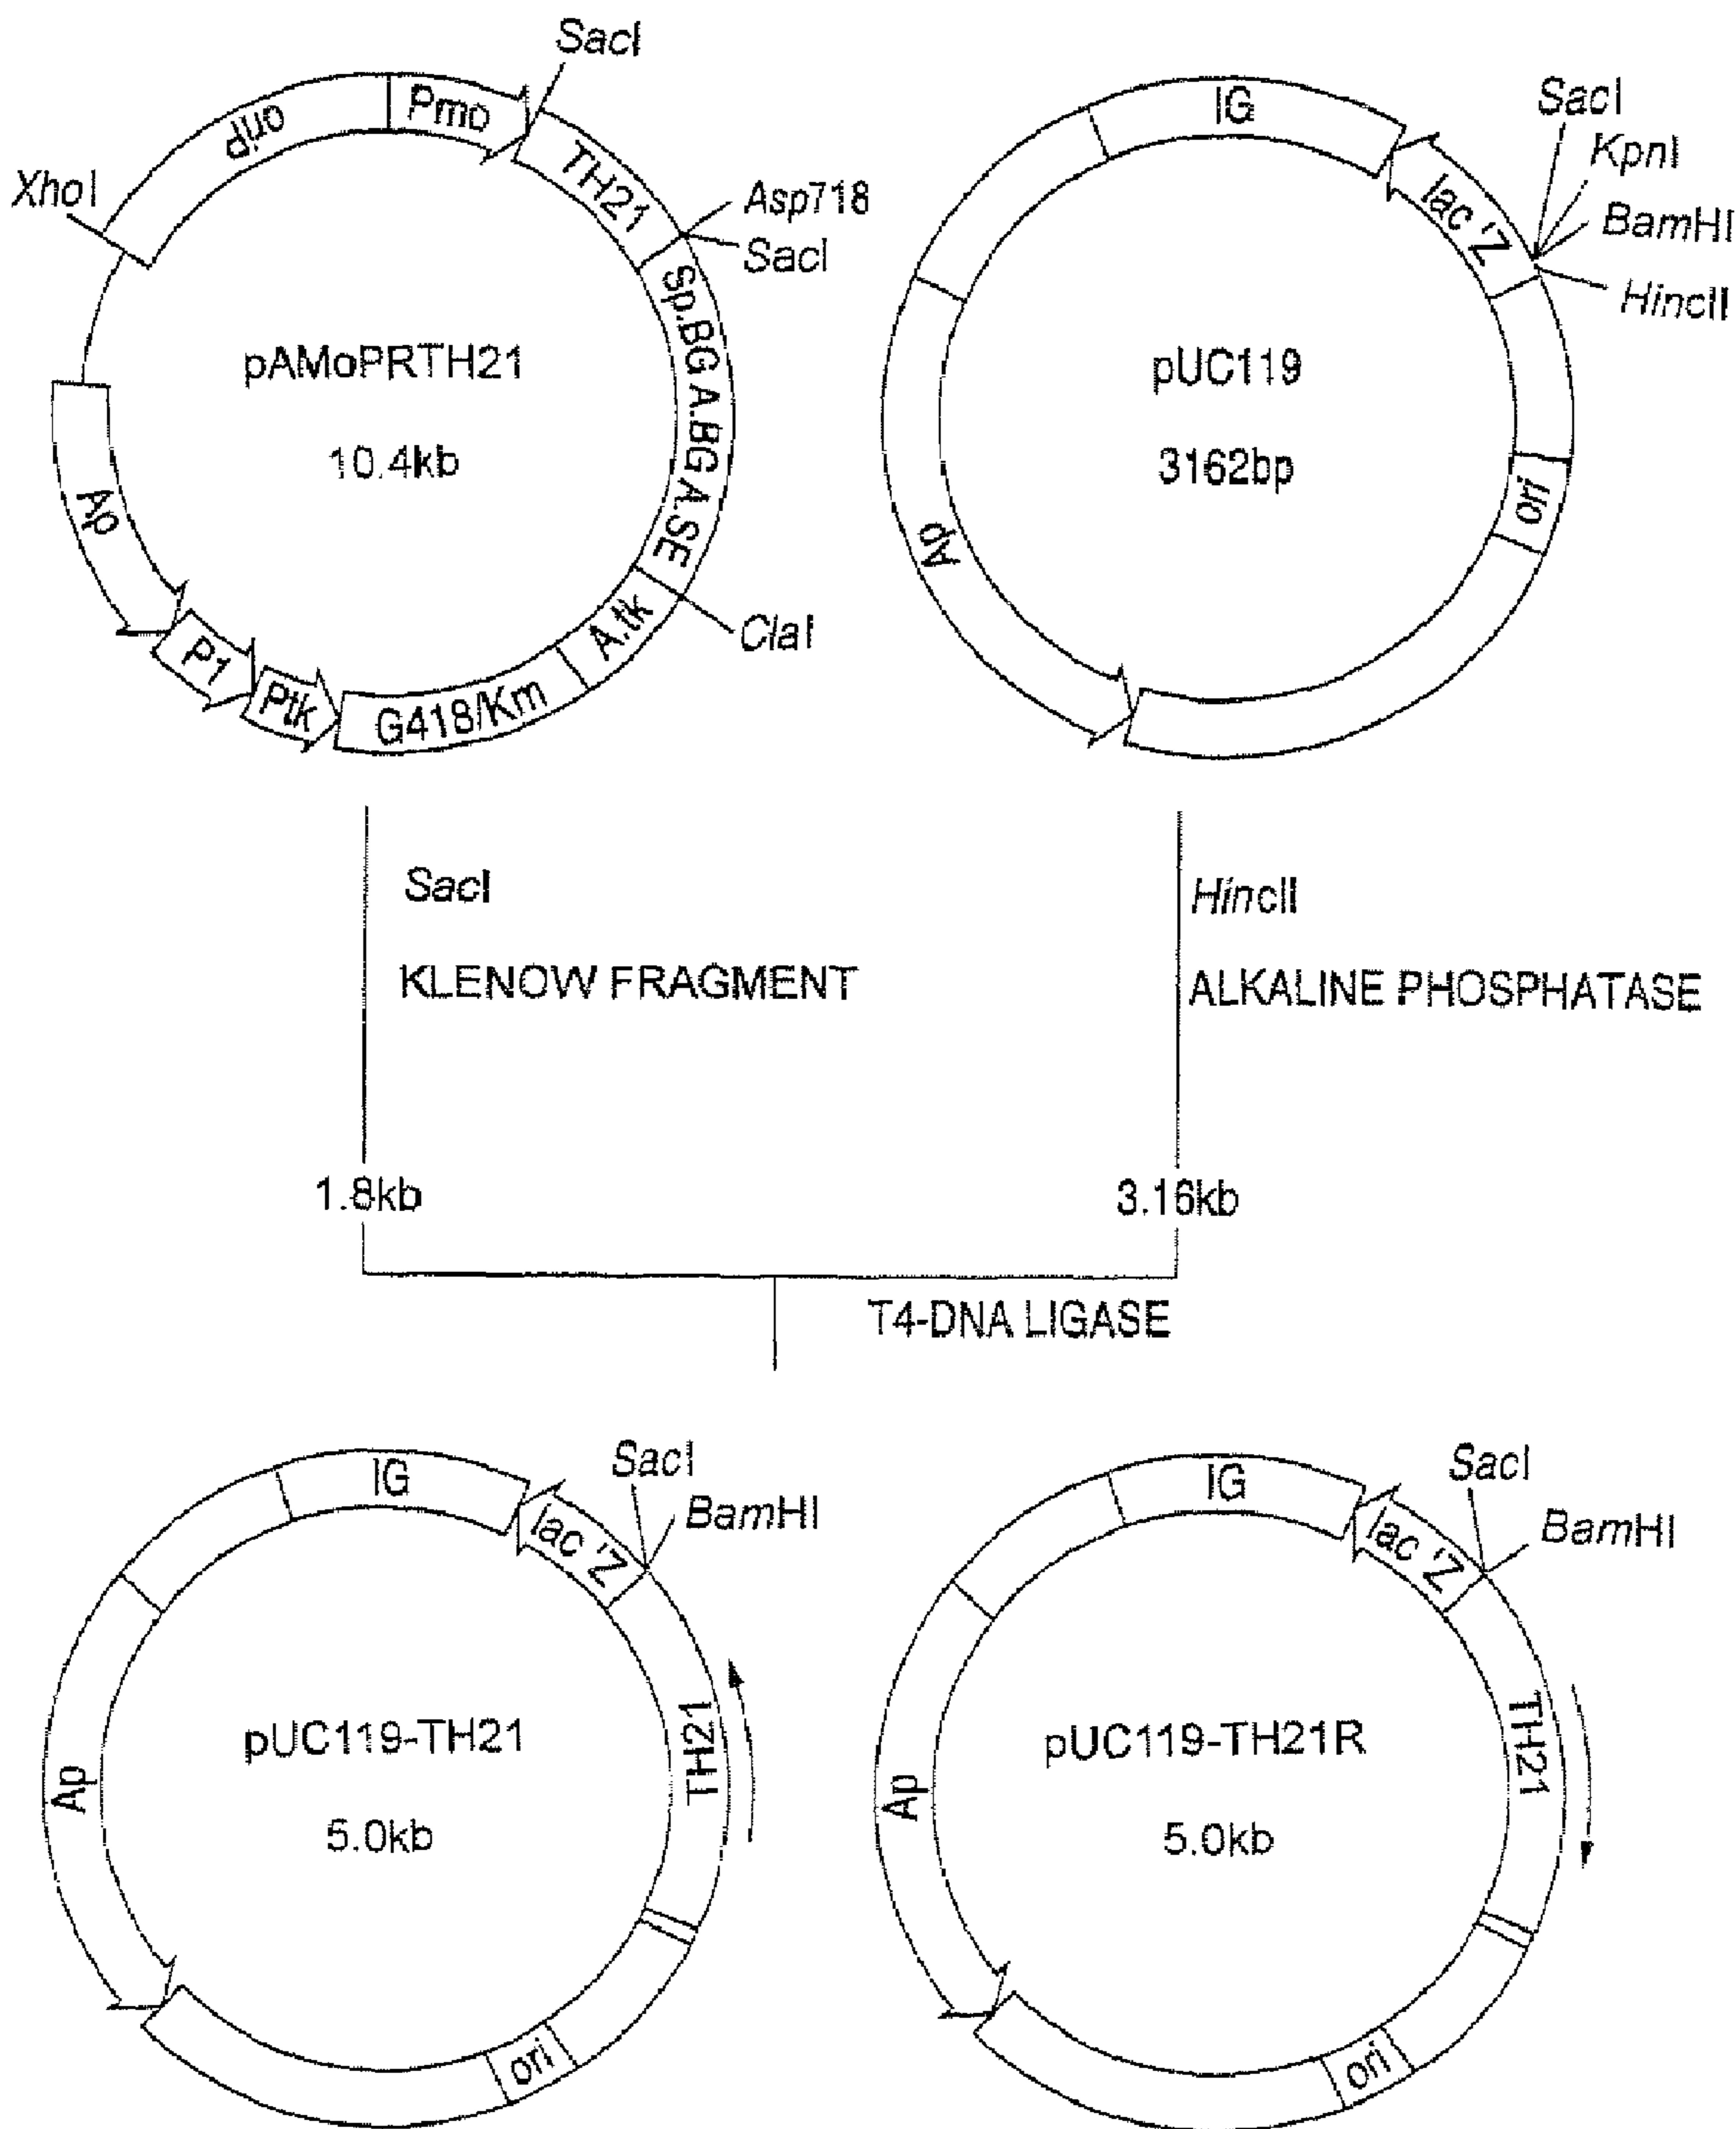 SacI
oriP
Pmo
XhoI
TH21
Asp718
SacI
Sp.BG A.BG A.SE
pAMoPRTH21
10.4kb
Ap
P1
Ptk
G418/Km
A.tk
ClaI
IG
SacI
KpnI
BamHI
lac 'Z
HincII
pUC119
3162bp
ori
Ap
SacI
KLENOW FRAGMENT
HincII
ALKALINE PHOSPHATASE
1.8kb
3.16kb
T4-DNA LIGASE
IG
SacI
BamHI
lac 'Z
TH21
pUC119-TH21
5.0kb
Ap
ori
IG
SacI
BamHI
lac 'Z
TH21
pUC119-TH21R
5.0kb
Ap
ori